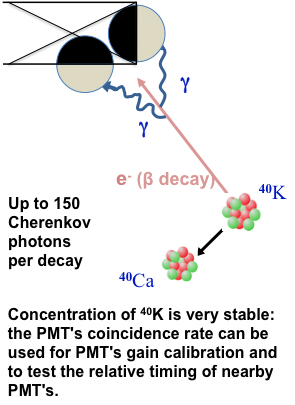 γ
γ
e⁻ (β decay)
⁴⁰K
Up to 150
Cherenkov
photons
per decay
⁴⁰Ca
Concentration of ⁴⁰K is very stable:
the PMT's coincidence rate can be
used for PMT's gain calibration and
to test the relative timing of nearby
PMT's.